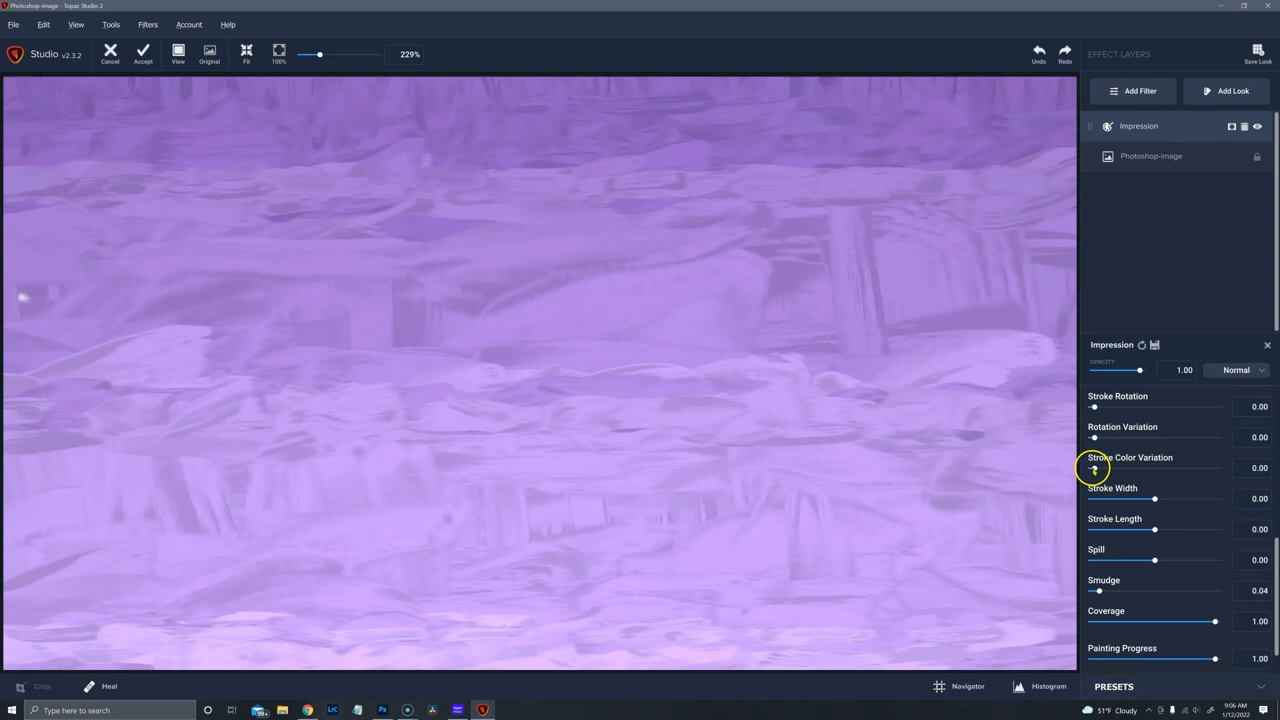 Photoshop-image - Topaz Studio 2
File Edit View Tools Filters Account Help
Studio v2.3.2 Cancel Accept View Original Fit 100% 229% Undo Redo EFFECT LAYERS Save Look
Add Filter Add Look
Impression
Photoshop-image
Impression
OPACITY
1.00 Normal
Stroke Rotation
0.00
Rotation Variation
0.00
Stroke Color Variation
0.00
Stroke Width
0.00
Stroke Length
0.00
Spill
0.00
Smudge
0.04
Coverage
1.00
Painting Progress
1.00
Crop Heal Navigator Histogram PRESETS
Type here to search 99+ LrC Ps 51°F Cloudy 9:06 AM
1/12/2022